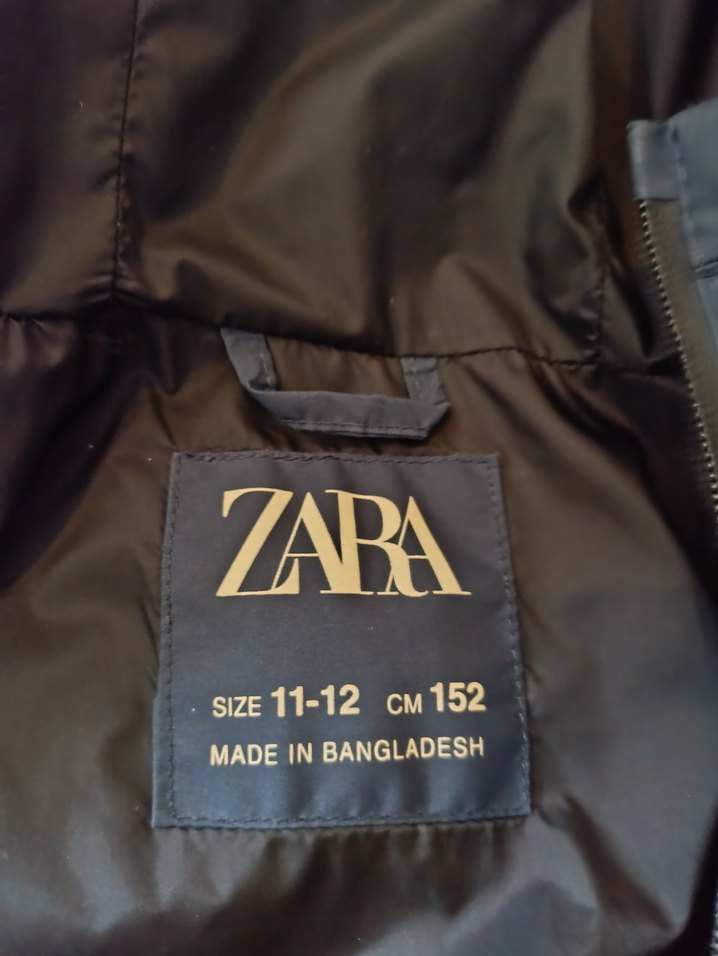 ZARA
SIZE 11-12 CM 152
MADE IN BANGLADESH